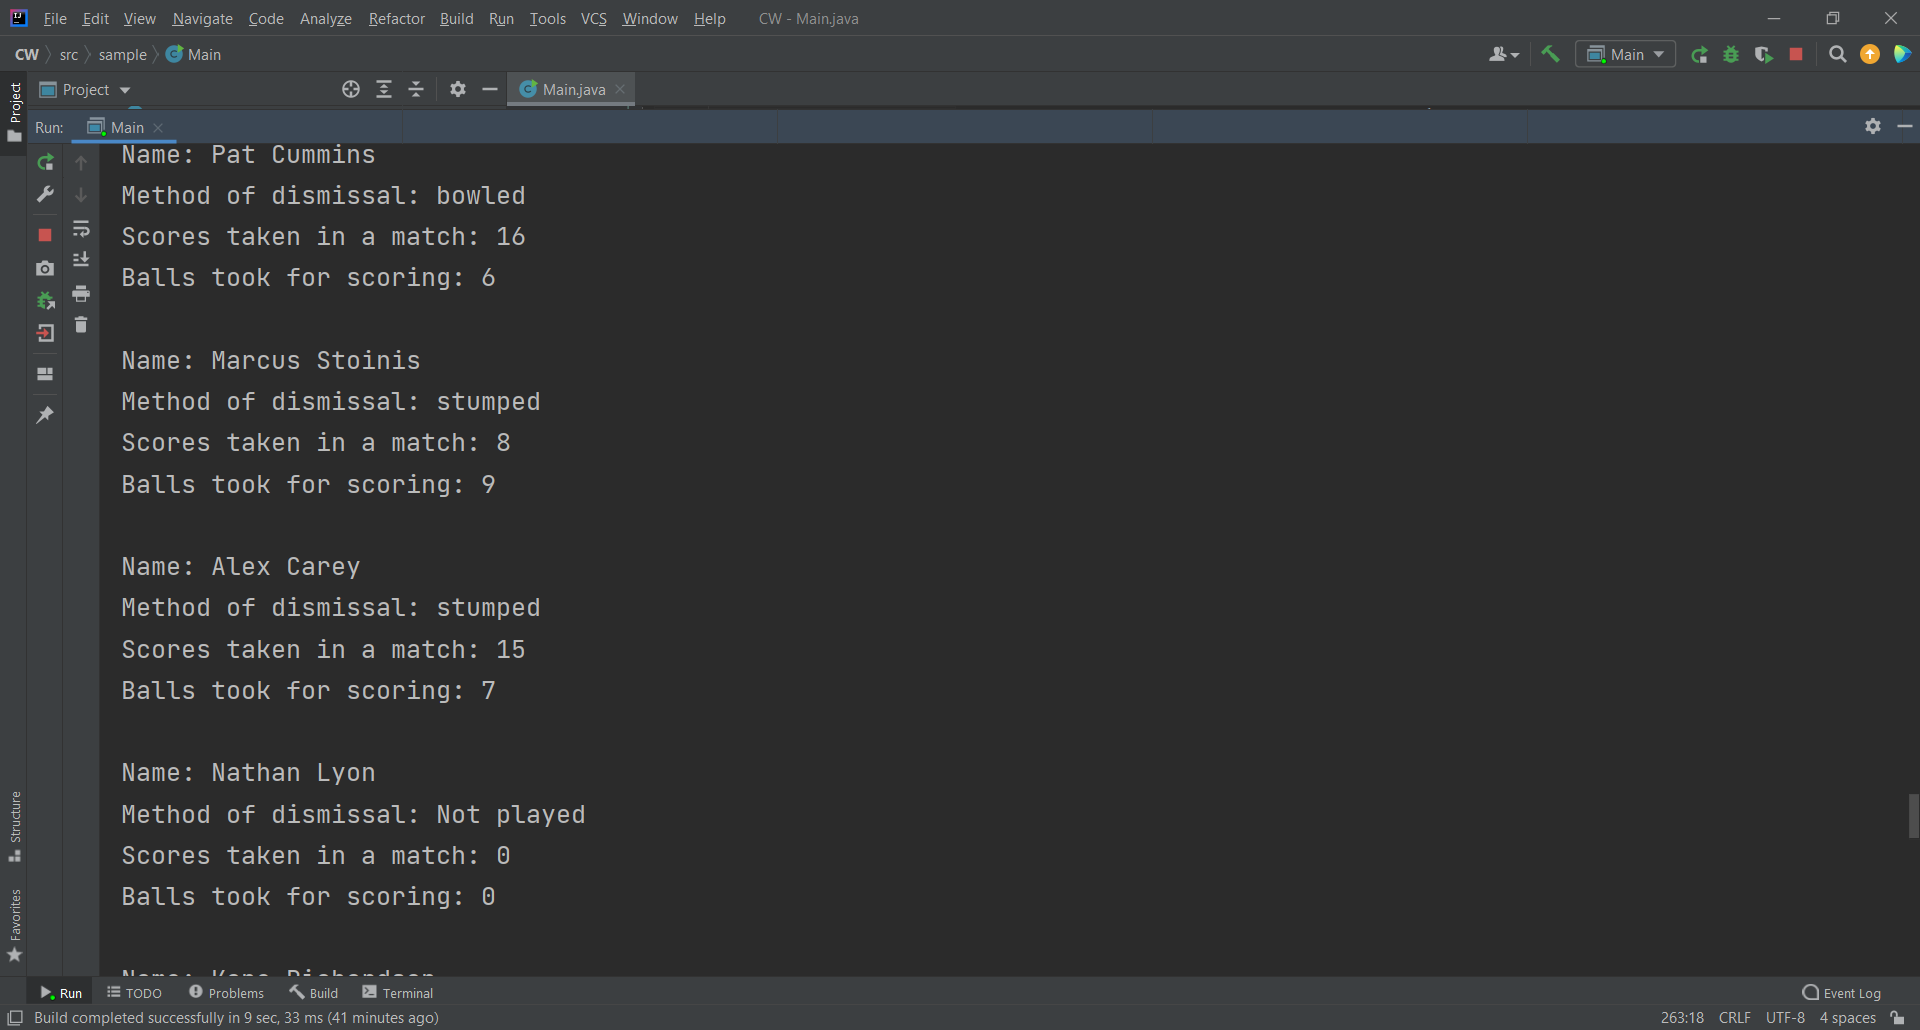 File Edit View Navigate Code Analyze Refactor Build Run Tools VCS Window Help CW - Main.java
CW src sample Main Main
Project Main.java
Project
Run: Main
Name: Pat Cummins
Method of dismissal: bowled
Scores taken in a match: 16
Balls took for scoring: 6
Name: Marcus Stoinis
Method of dismissal: stumped
Scores taken in a match: 8
Balls took for scoring: 9
Name: Alex Carey
Method of dismissal: stumped
Scores taken in a match: 15
Balls took for scoring: 7
Name: Nathan Lyon
Method of dismissal: Not played
Scores taken in a match: 0
Balls took for scoring: 0
Name: Kane Richardson
Structure
Favorites
Run TODO Problems Build Terminal Event Log
Build completed successfully in 9 sec, 33 ms (41 minutes ago) 263:18 CRLF UTF-8 4 spaces